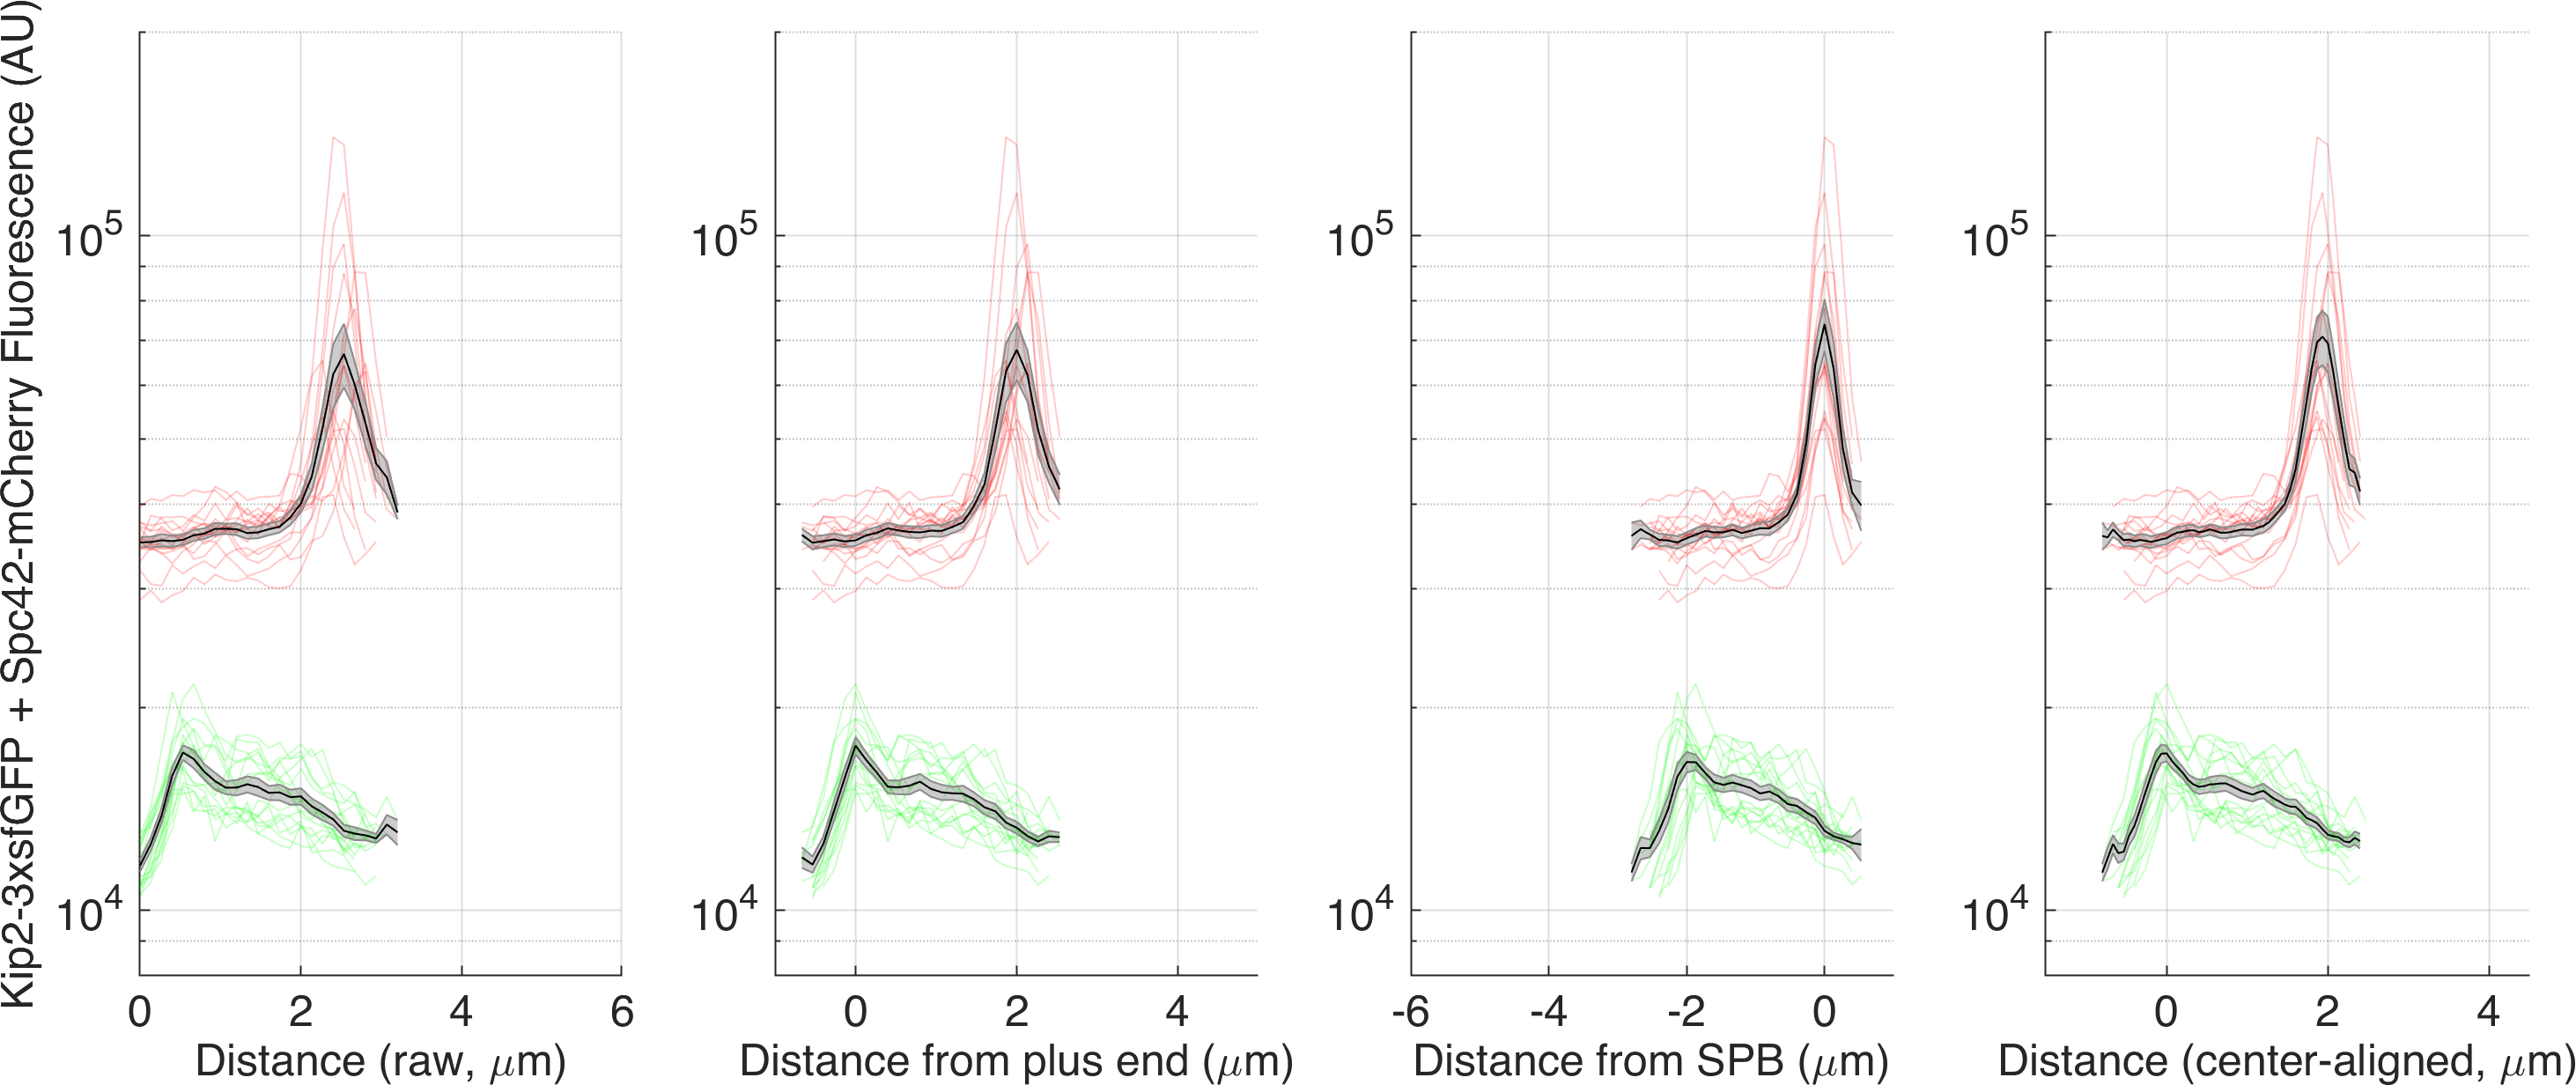 Kip2-3xsfGFP + Spc42-mCherry Fluorescence (AU)
10^5
10^4
0 2 4 6
Distance (raw, μm)
10^5
10^4
0 2 4
Distance from plus end (μm)
10^5
10^4
-6 -4 -2 0
Distance from SPB (μm)
10^5
10^4
0 2 4
Distance (center-aligned, μm)